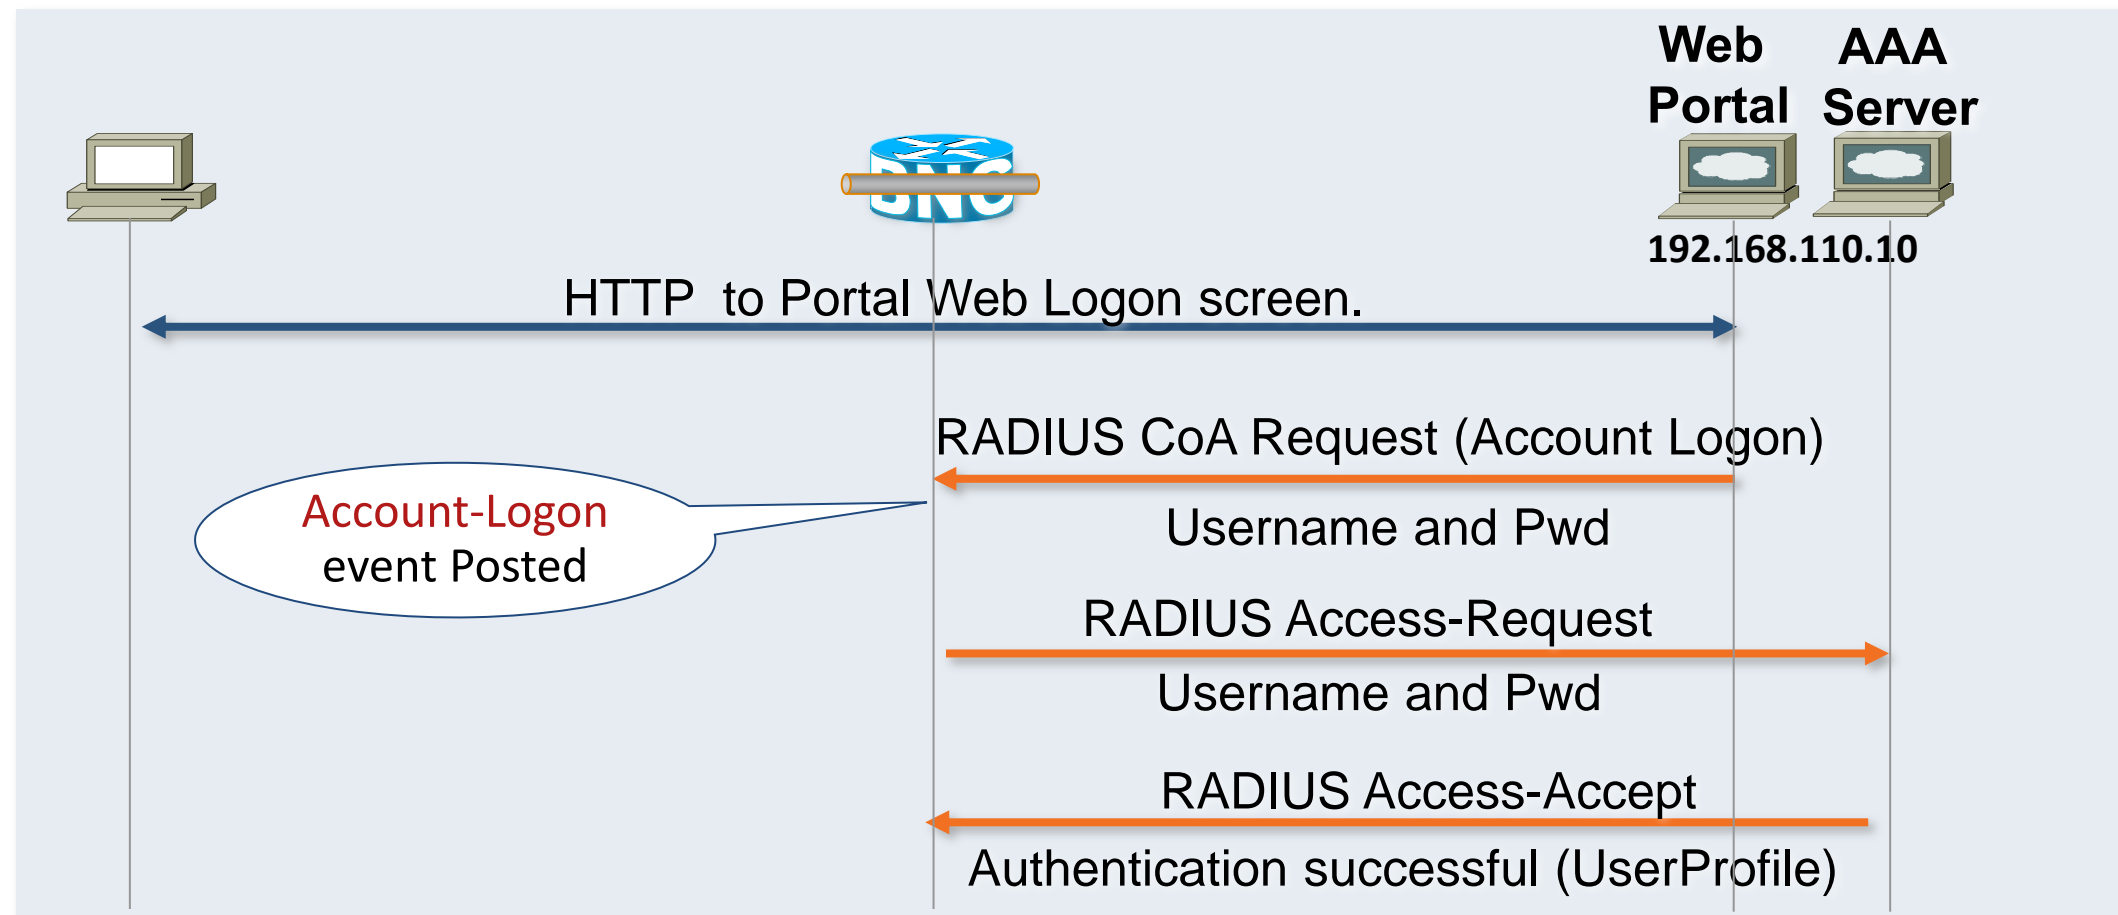 Web
Portal
AAA
Server
BNG
192.168.110.10
HTTP  to Portal Web Logon screen.
RADIUS CoA Request (Account Logon)
Account-Logon
event Posted
Username and Pwd
RADIUS Access-Request
Username and Pwd
RADIUS Access-Accept
Authentication successful (UserProfile)